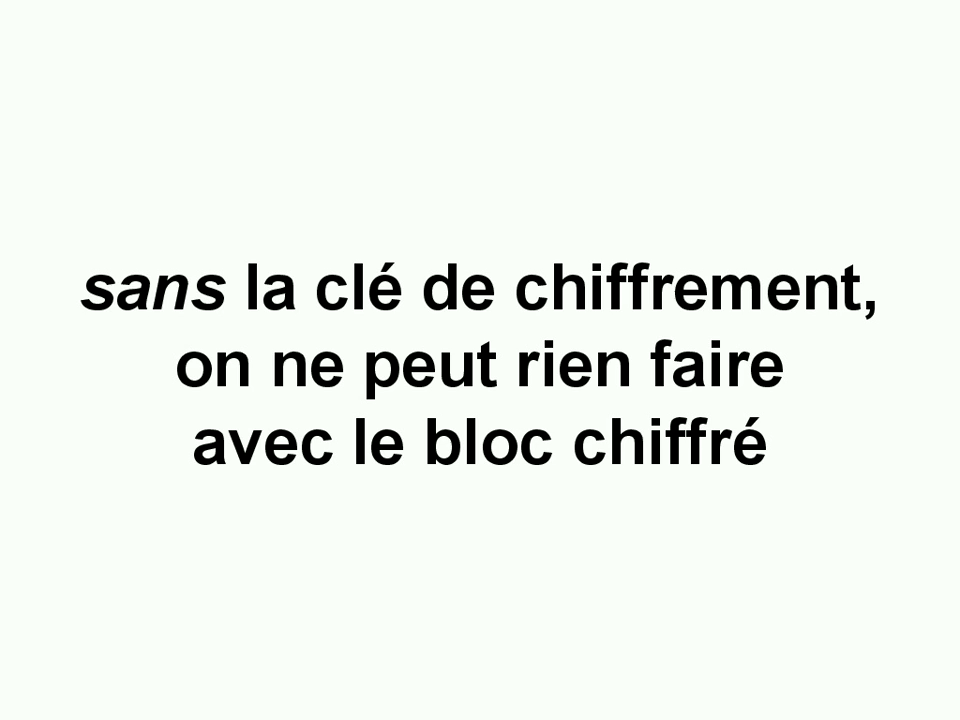 sans la clé de chiffrement,
on ne peut rien faire
avec le bloc chiffré